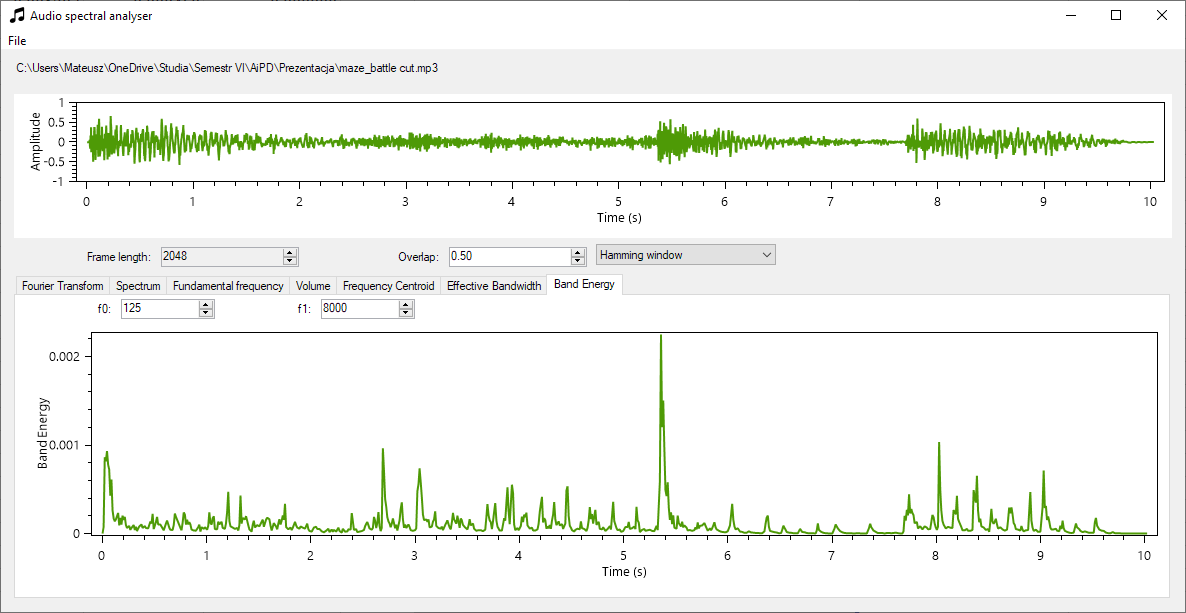 Audio spectral analyser
File
C:\Users\Mateusz\OneDrive\Studia\Semestr VI\AiPD\Prezentacja\maze_battle cut.mp3
Amplitude
1
0.5
0
-0.5
-1
0 1 2 3 4 5 6 7 8 9 10
Time (s)
Frame length: 2048 Overlap: 0.50 Hamming window
Fourier Transform Spectrum Fundamental frequency Volume Frequency Centroid Effective Bandwidth Band Energy
f0: 125 f1: 8000
Band Energy
0.002
0.001
0
0 1 2 3 4 5 6 7 8 9 10
Time (s)